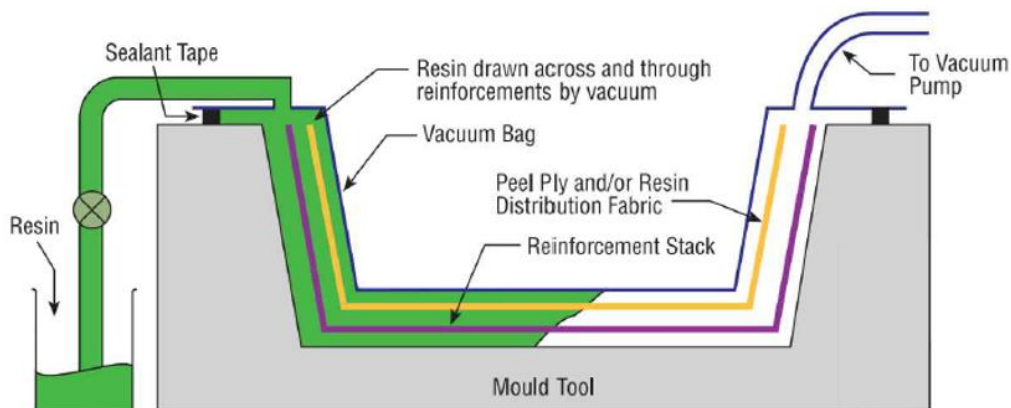 Sealant Tape
Resin drawn across and through
reinforcements by vacuum
To Vacuum
Pump
Vacuum Bag
Peel Ply and/or Resin
Distribution Fabric
Resin
Reinforcement Stack
Mould Tool